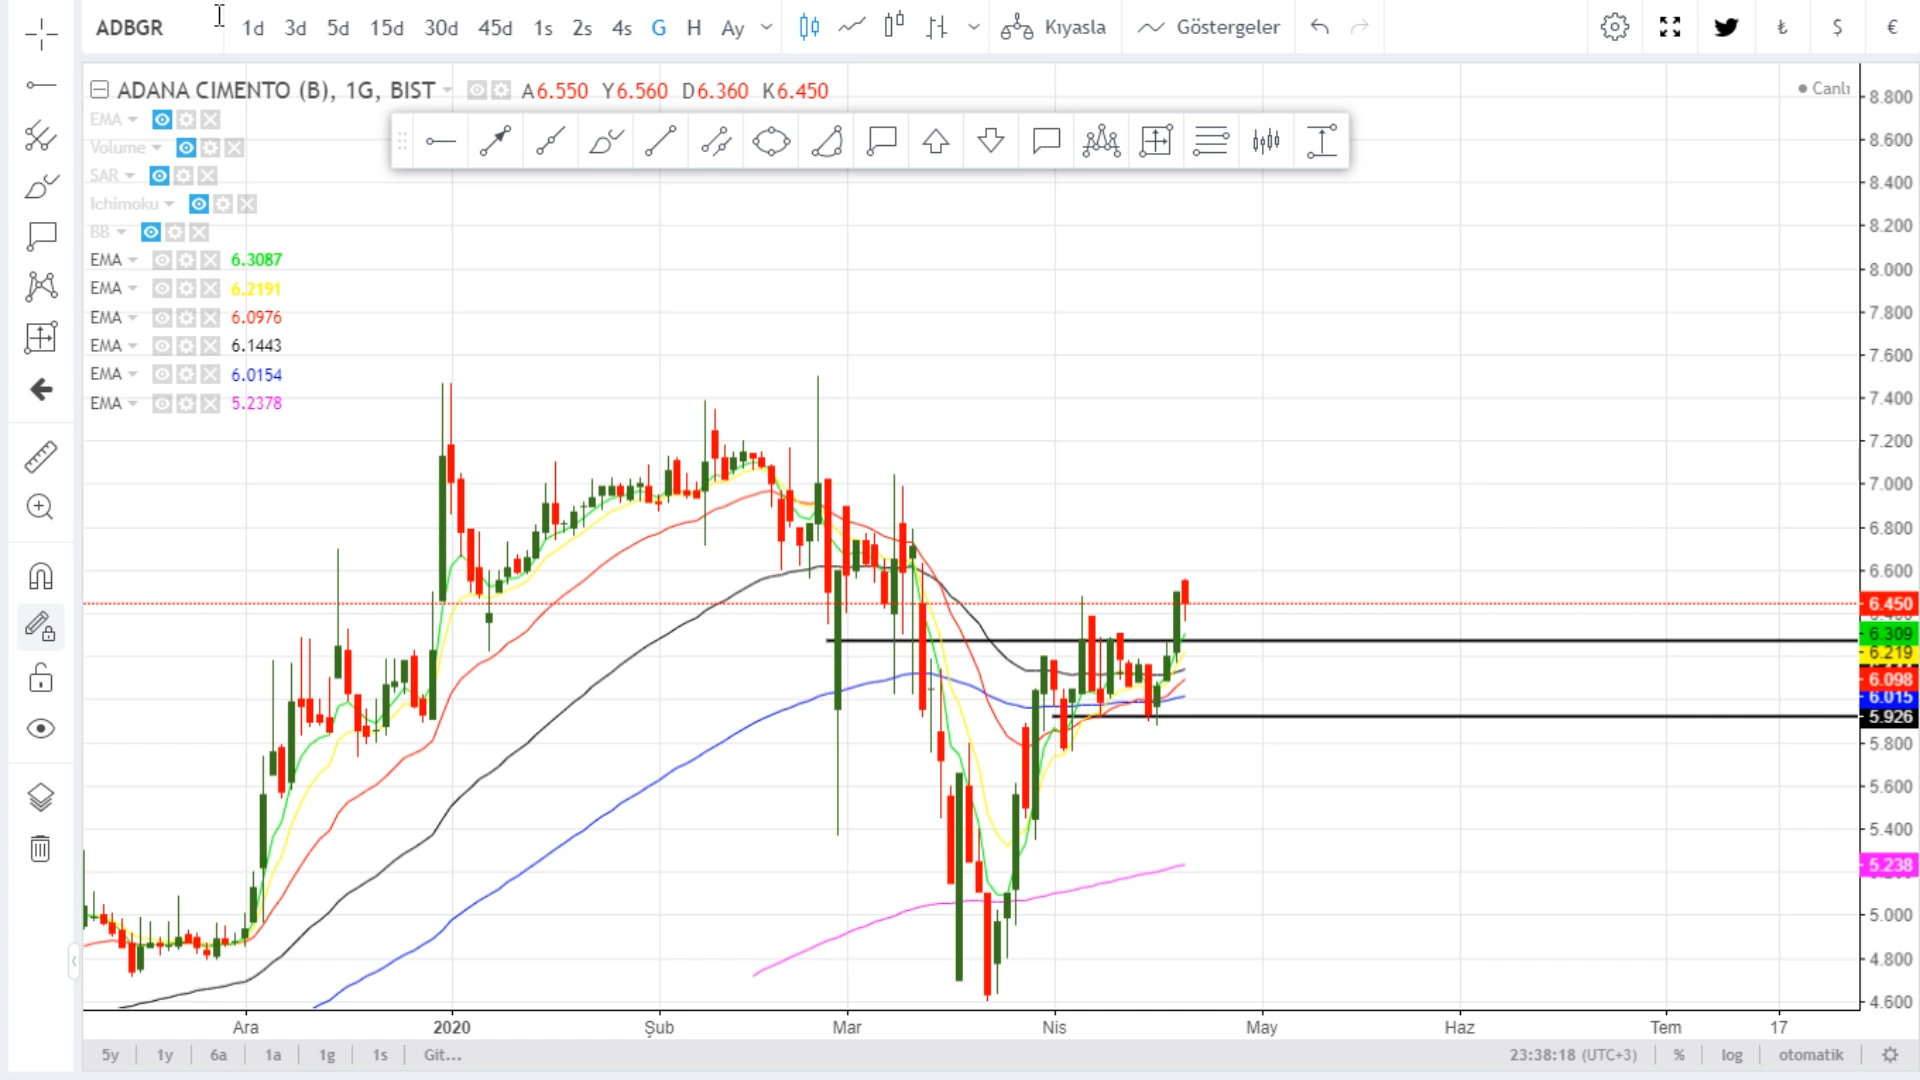 ADBGR 1d 3d 5d 15d 30d 45d 1s 2s 4s G H Ay Kıyasla Göstergeler ₺ $ €
ADANA CIMENTO (B), 1G, BIST A6.550 Y6.560 D6.360 K6.450
Canlı
EMA
Volume
SAR
Ichimoku
BB
EMA 6.3087
EMA 6.2191
EMA 6.0976
EMA 6.1443
EMA 6.0154
EMA 5.2378
8.800
8.600
8.400
8.200
8.000
7.800
7.600
7.400
7.200
7.000
6.800
6.600
6.450
6.309
6.219
6.098
6.015
5.926
5.800
5.600
5.400
5.238
5.000
4.800
4.600
Ara 2020 Şub Mar Nis May Haz Tem 17
5y 1y 6a 1a 1g 1s Git... 23:38:18 (UTC+3) % log otomatik